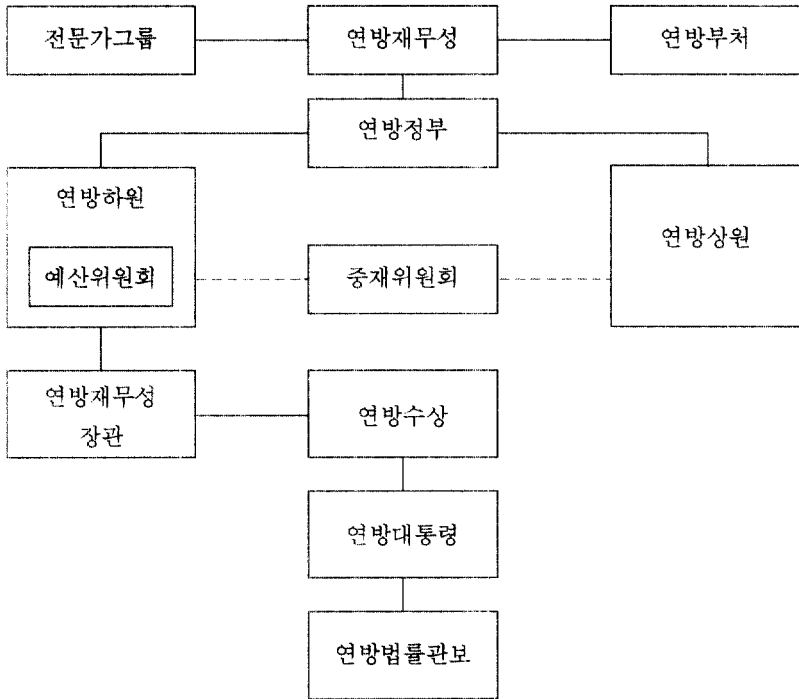 전문가그룹
연방재무성
연방부처
연방정부
연방하원
연방상원
예산위원회
중재위원회
연방재무성
장관
연방수상
연방대통령
연방법률관보